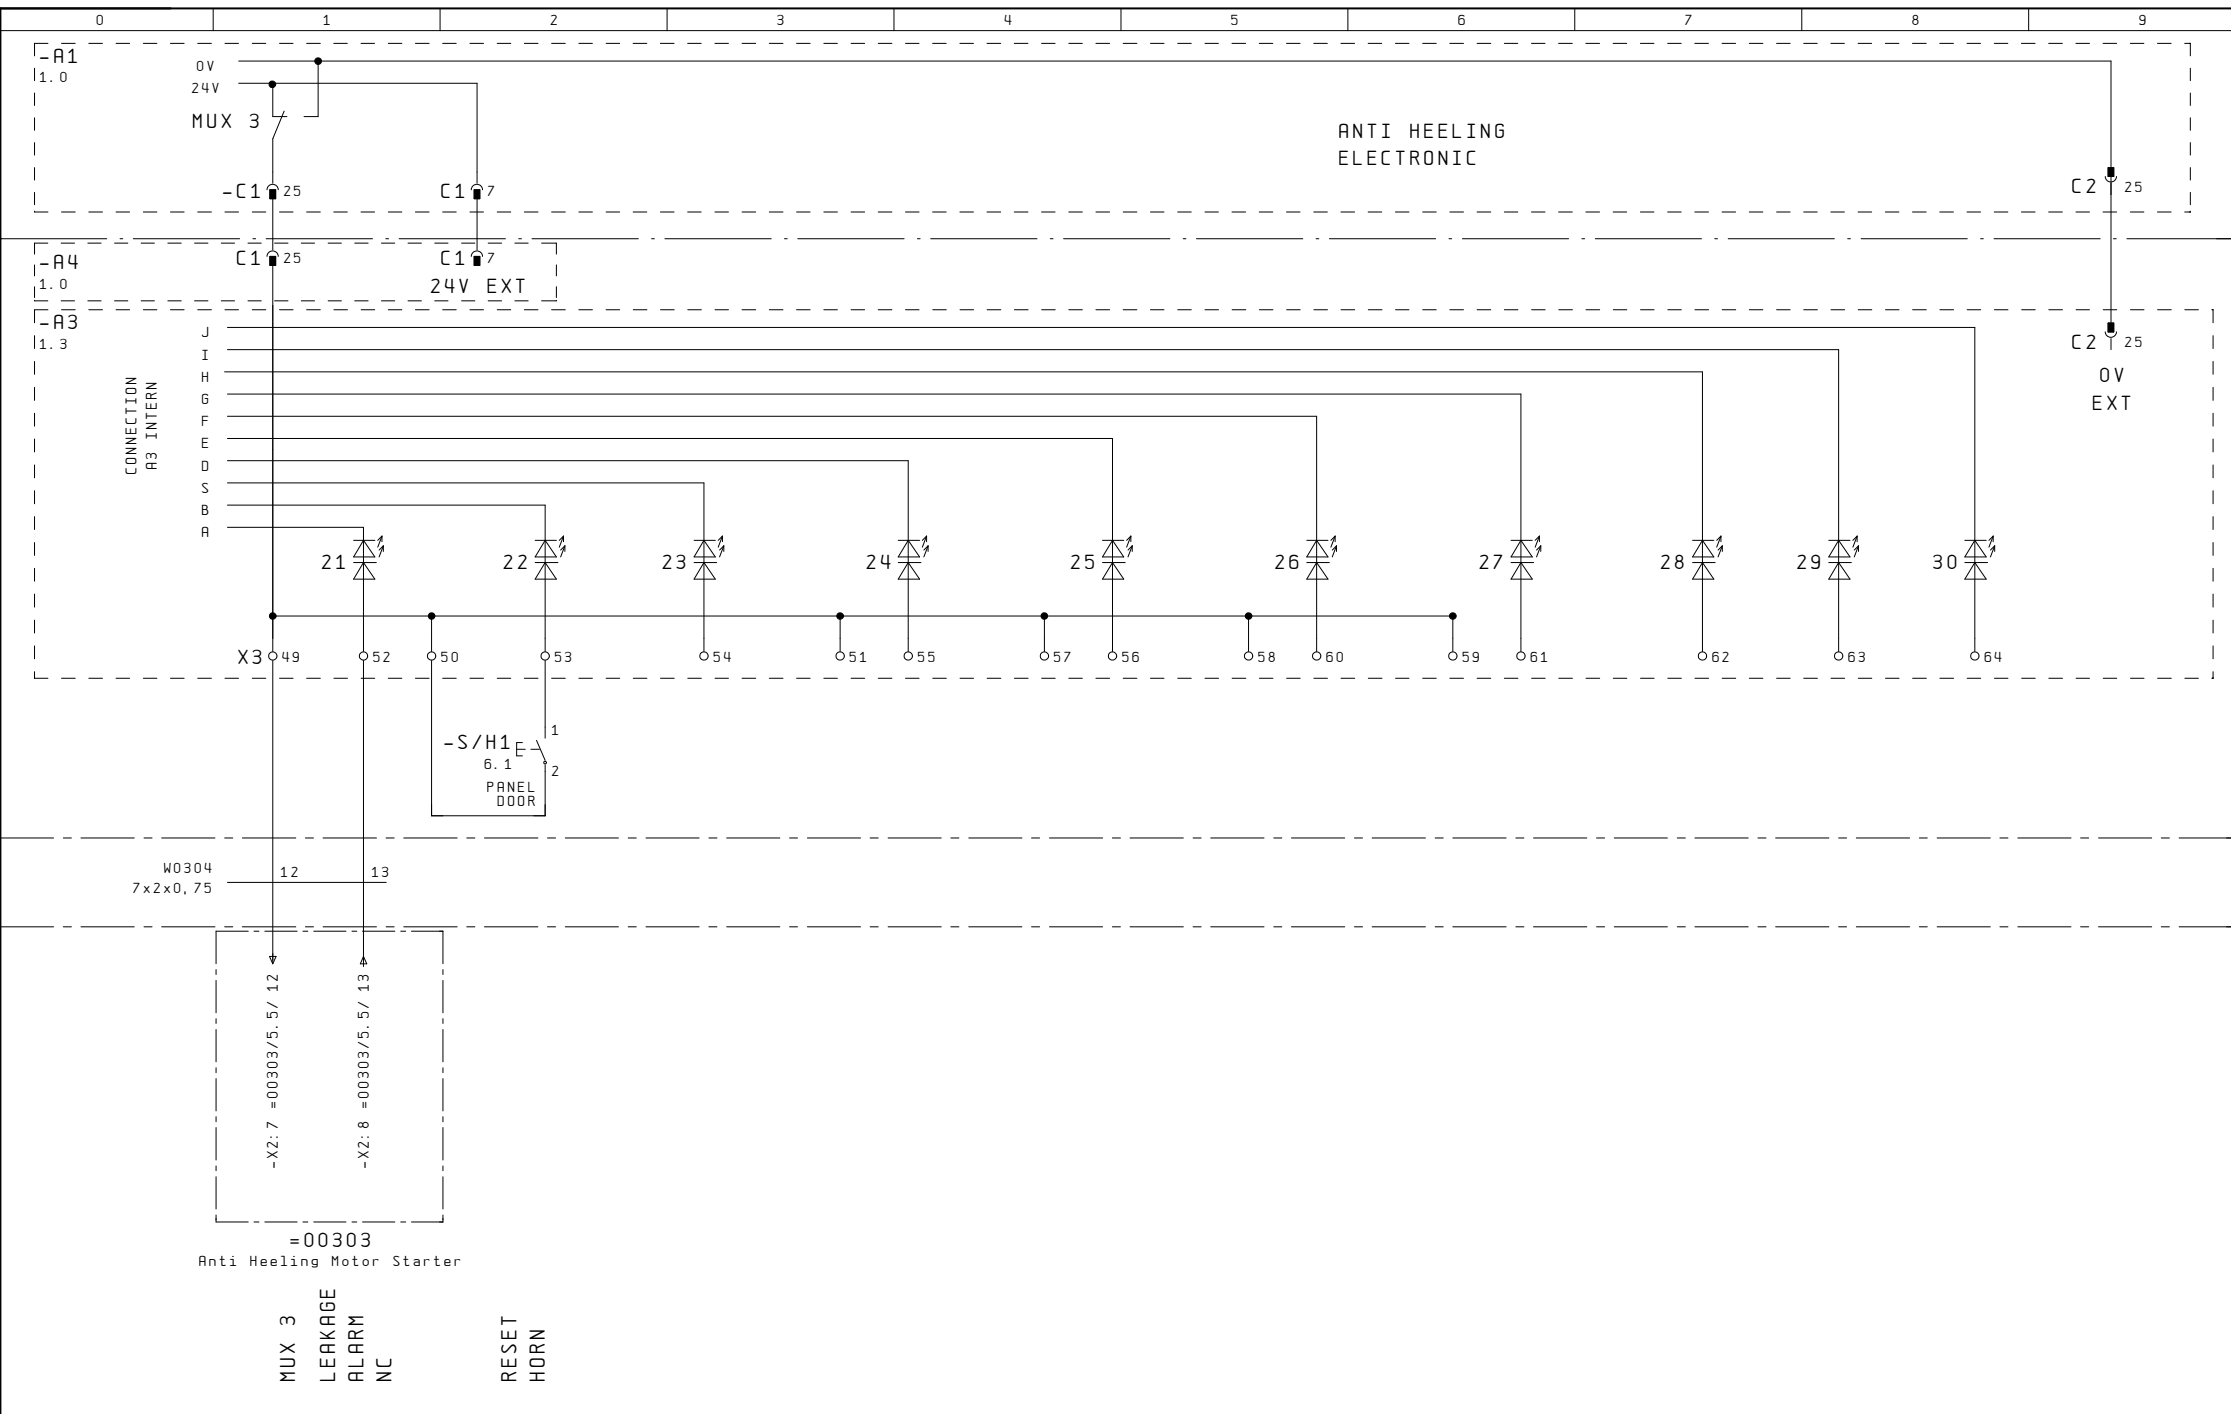 0 1 2 3 4 5 6 7 8 9
-A1
1.0
0V
24V
MUX 3
ANTI HEELING
ELECTRONIC
-C1 25
C1 7
C2 25
-A4
1.0
C1 25
C1 7
24V EXT
-A3
1.3
CONNECTION
A3 INTERN
J
I
H
G
F
E
D
S
B
A
C2 25
0V
EXT
21 22 23 24 25 26 27 28 29 30
X3 49 52 50 53 54 51 55 57 56 58 60 59 61 62 63 64
-S/H1
6.1
1
2
PANEL
DOOR
W0304
7x2x0,75
12 13
-X2:7 =00303/5.5/ 12
-X2:8 =00303/5.5/ 13
=00303
Anti Heeling Motor Starter
MUX 3
LEAKAGE
ALARM
NC
RESET
HORN